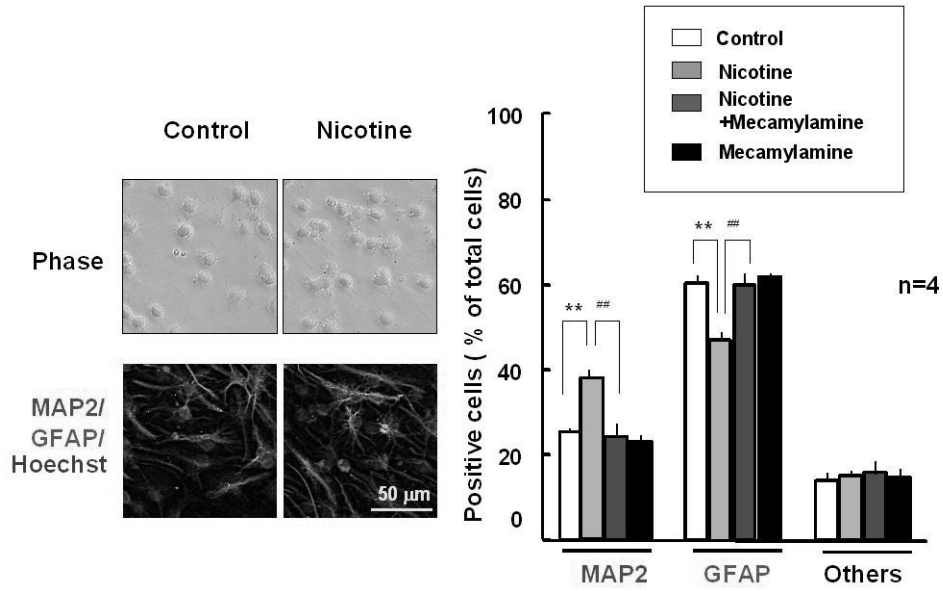 Control
Nicotine
Nicotine
+Mecamylamine
Mecamylamine
Control Nicotine
Phase
MAP2/
GFAP/
Hoechst
50 μm
Positive cells ( % of total cells)
100
80
60
40
20
0
** ##
** ##
n=4
MAP2 GFAP Others